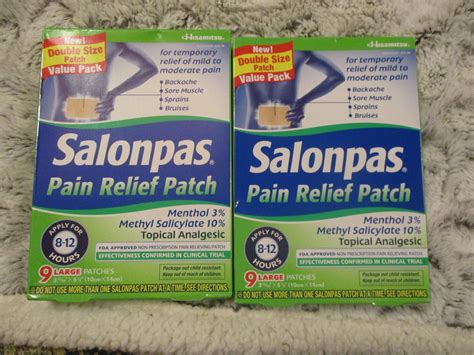 New!
Double Size
Patch
Value Pack
Hisamitsu
for temporary
relief of mild to
moderate pain
Backache
Sore Muscle
Sprains
Bruises
Salonpas®
Pain Relief Patch
Menthol 3%
Methyl Salicylate 10%
Topical Analgesic
APPLY FOR
8-12
HOURS
FDA APPROVED NON PRESCRIPTION PAIN RELIEVING PATCH
EFFECTIVENESS CONFIRMED IN CLINICAL TRIAL
9 LARGE PATCHES
(10cm x 14cm)
Package not child resistant.
Keep out of reach of children.
DO NOT USE MORE THAN ONE SALONPAS PATCH AT A TIME. SEE DIRECTIONS.
New!
Double Size
Patch
Value Pack
Hisamitsu
for temporary
relief of mild to
moderate pain
Backache
Sore Muscle
Sprains
Bruises
Salonpas®
Pain Relief Patch
Menthol 3%
Methyl Salicylate 10%
Topical Analgesic
APPLY FOR
8-12
HOURS
FDA APPROVED NON PRESCRIPTION PAIN RELIEVING PATCH
EFFECTIVENESS CONFIRMED IN CLINICAL TRIAL
9 LARGE PATCHES
(10cm x 14cm)
Package not child resistant.
Keep out of reach of children.
DO NOT USE MORE THAN ONE SALONPAS PATCH AT A TIME. SEE DIRECTIONS.